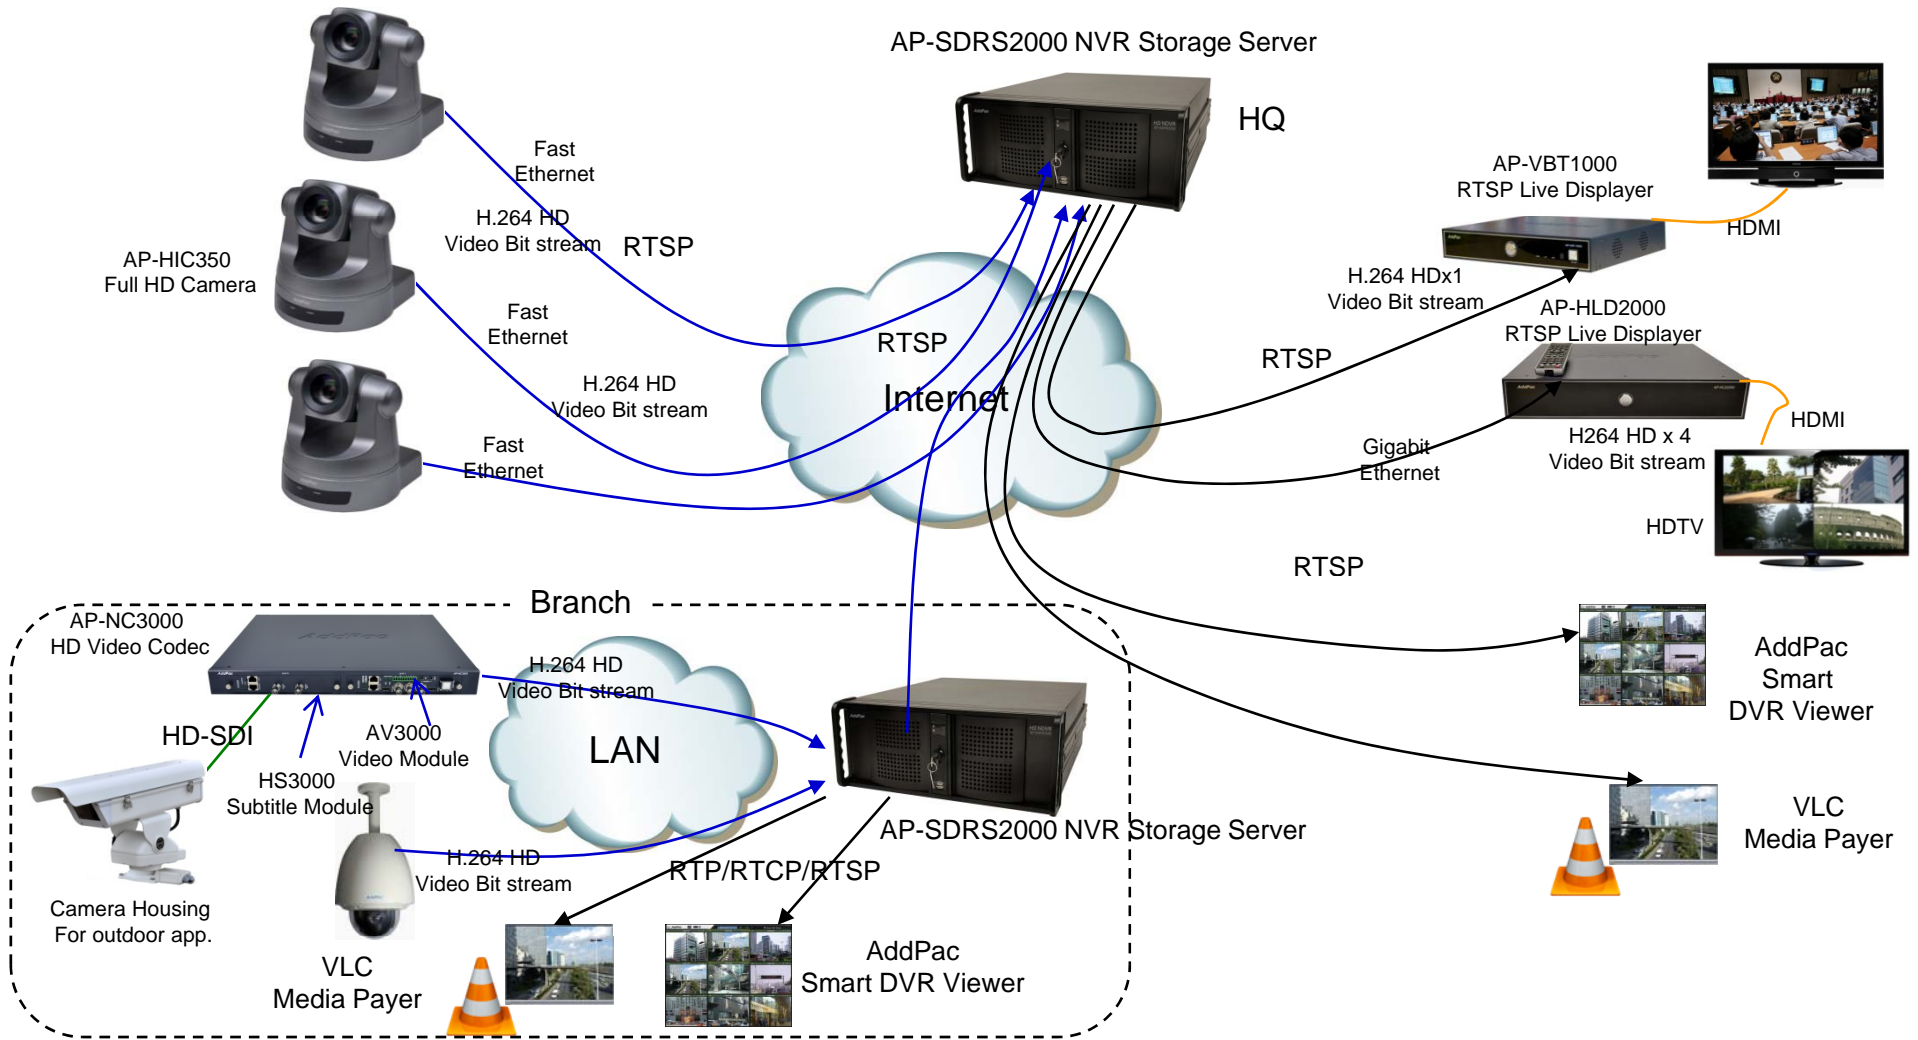 AP-SDRS2000 NVR Storage Server
HQ
Fast
Ethernet
H.264 HD
Video Bit stream
RTSP
AP-HIC350
Full HD Camera
Fast
Ethernet
H.264 HD
Video Bit stream
Fast
Ethernet
RTSP
Internet
AP-VBT1000
RTSP Live Displayer
HDMI
H.264 HDx1
Video Bit stream
AP-HLD2000
RTSP Live Displayer
RTSP
AddPac
HDMI
Gigabit
Ethernet
H264 HD x 4
Video Bit stream
HDTV
RTSP
AddPac
Smart
DVR Viewer
VLC
Media Payer
Branch
AP-NC3000
HD Video Codec
AddPac
H.264 HD
Video Bit stream
HD-SDI
AV3000
Video Module
HS3000
Subtitle Module
LAN
AP-SDRS2000 NVR Storage Server
H.264 HD
Video Bit stream
RTP/RTCP/RTSP
Camera Housing
For outdoor app.
VLC
Media Payer
AddPac
Smart DVR Viewer